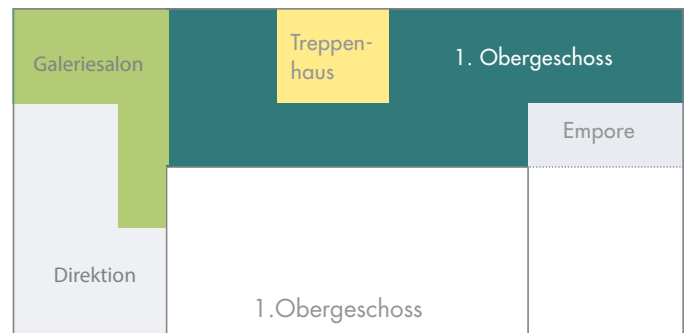 Galeriesalon
Treppen-
haus
1. Obergeschoss
Empore
Direktion
1.Obergeschoss